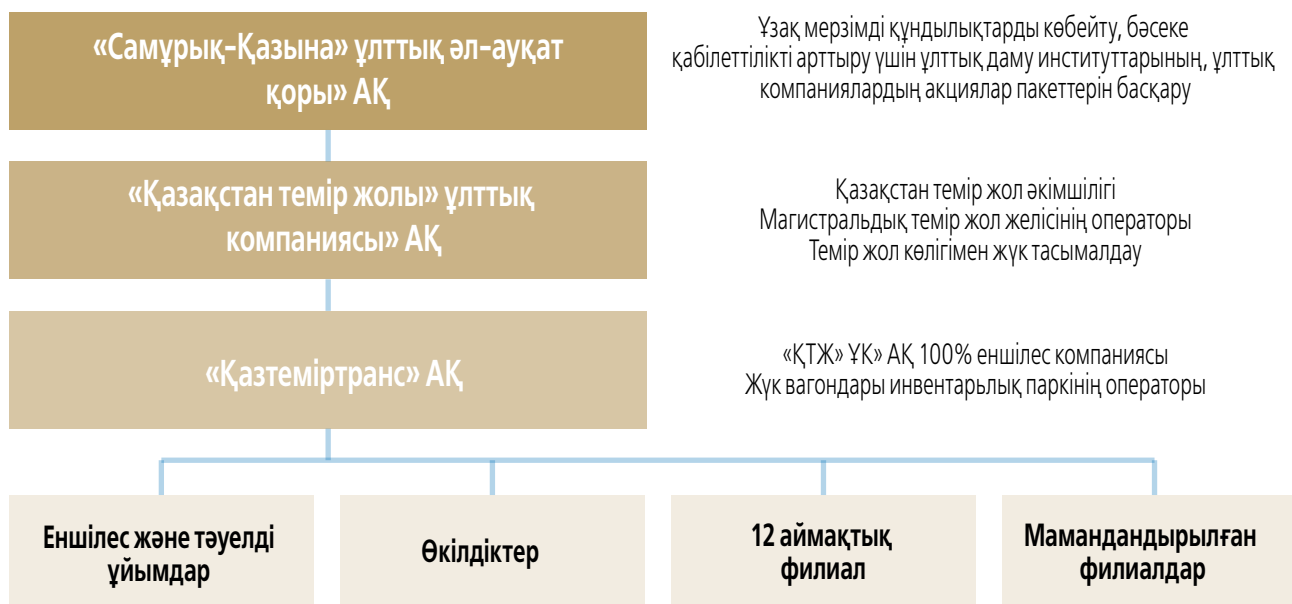 «Самұрық-Қазына» ұлттық әл-ауқат
қоры» АҚ
Ұзақ мерзімді құндылықтарды көбейту, бәсеке
қабілеттілікті арттыру үшін ұлттық даму институттарының, ұлттық
компаниялардың акциялар пакеттерін басқару
«Қазақстан темір жолы» ұлттық
компаниясы» АҚ
Қазақстан темір жол әкімшілігі
Магистральдық темір жол желісінің операторы
Темір жол көлігімен жүк тасымалдау
«Қазтеміртранс» АҚ
«ҚТЖ» ҰК» АҚ 100% еншілес компаниясы
Жүк вагондары инвентарьлық паркінің операторы
Еншілес және тәуелді
ұйымдар
Өкілдіктер
12 аймақтық
филиал
Мамандандырылған
филиалдар